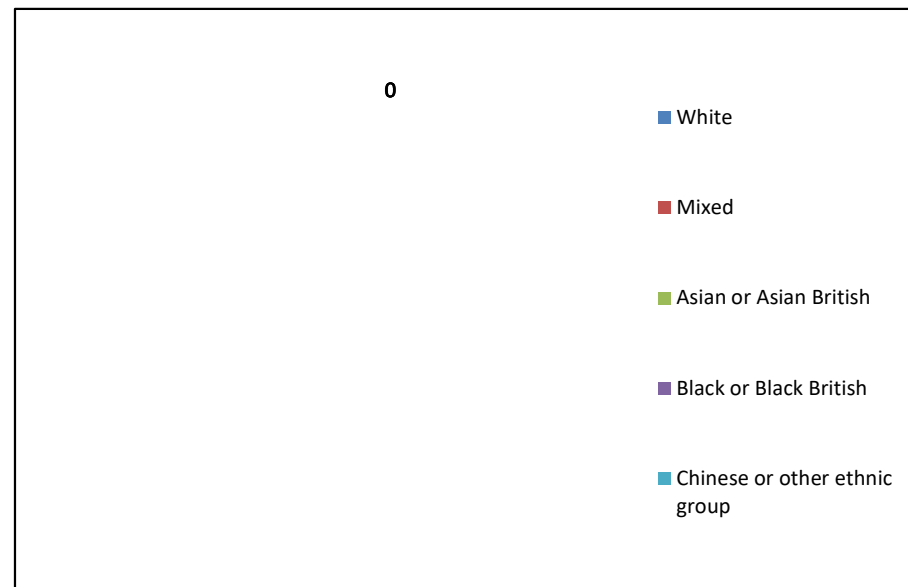 0
White
Mixed
Asian or Asian British
Black or Black British
Chinese or other ethnic
group